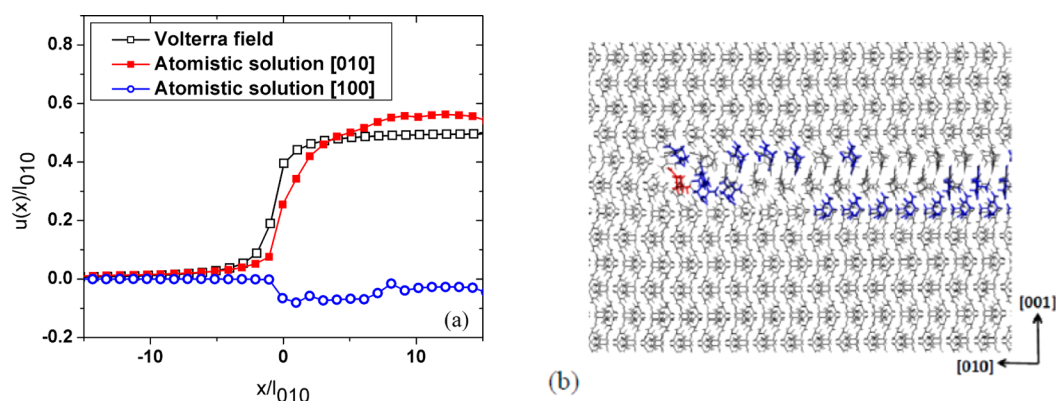 Volterra field
Atomistic solution [010]
Atomistic solution [100]
0.8
0.6
0.4
0.2
0.0
-0.2
u(x)/l010
-10
0
10
x/l010
(a)
(b)
[001]
[010]